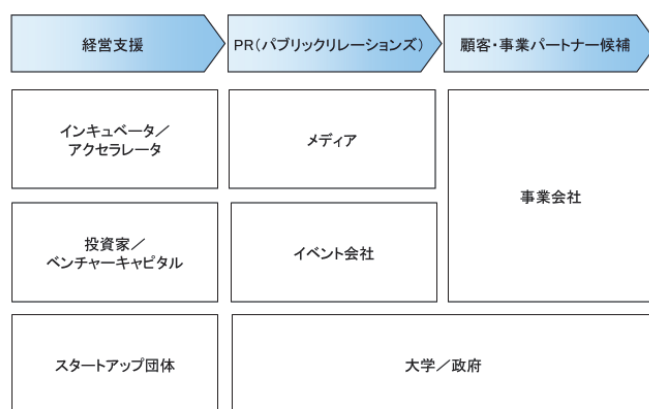 経営支援
PR(パブリックリレーションズ)
顧客・事業パートナー候補
インキュベータ／
アクセラレータ
メディア
事業会社
投資家／
ベンチャーキャピタル
イベント会社
スタートアップ団体
大学／政府